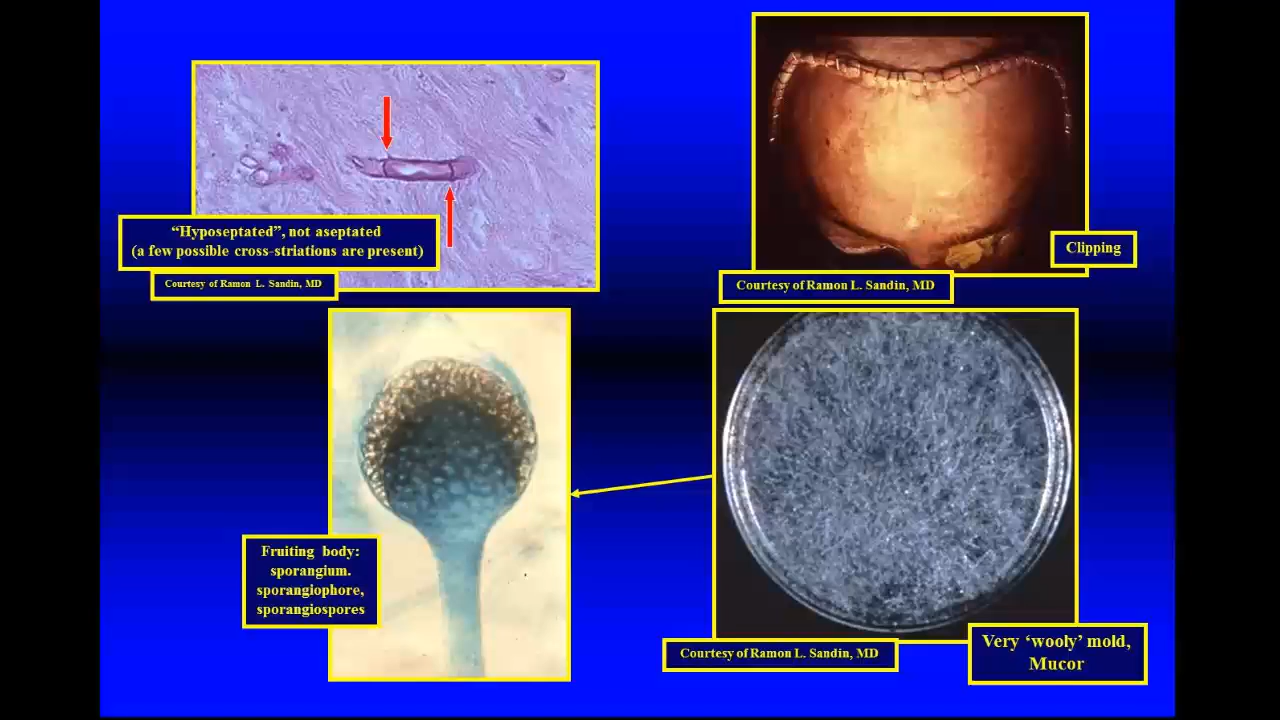 “Hyposeptated”, not aseptated
(a few possible cross-striations are present)
Courtesy of Ramon L. Sandin, MD
Clipping
Courtesy of Ramon L. Sandin, MD
Fruiting body:
sporangium.
sporangiophore,
sporangiospores
Courtesy of Ramon L. Sandin, MD
Very ‘wooly’ mold,
Mucor